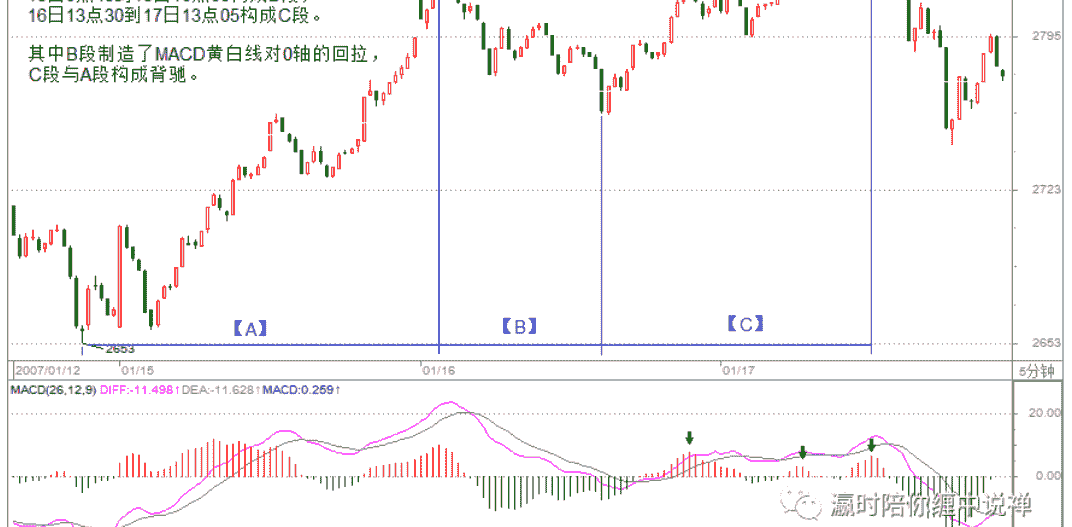 16日13点30到17日13点05构成C段。
其中B段制造了MACD黄白线对0轴的回拉，
C段与A段构成背驰。
2795
2723
【A】
【B】
【C】
2653
2653
2007/01/12
01/15
01/16
01/17
5分钟
MACD(26,12,9) DIFF:-11.498↑DEA:-11.628↑MACD:0.259↑
20.00
10.00
0.00
瀛时陪你缠中说禅